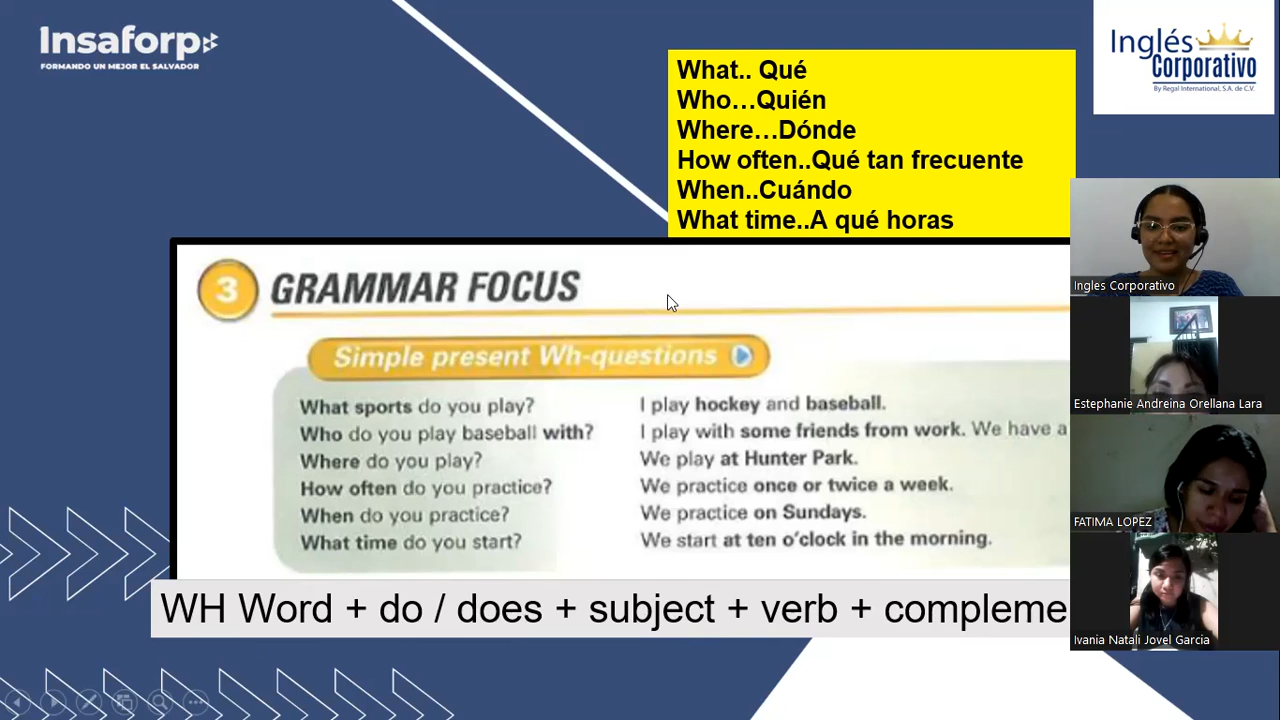 Insaforp
FORMANDO UN MEJOR EL SALVADOR
Inglés
Corporativo
By Regal International, S.A. de C.V.
What.. Qué
Who…Quién
Where…Dónde
How often..Qué tan frecuente
When..Cuándo
What time..A qué horas
3 GRAMMAR FOCUS
Simple present Wh-questions
What sports do you play? I play hockey and baseball.
Who do you play baseball with? I play with some friends from work. We have a
Where do you play? We play at Hunter Park.
How often do you practice? We practice once or twice a week.
When do you practice? We practice on Sundays.
What time do you start? We start at ten o'clock in the morning.
WH Word + do / does + subject + verb + compleme
Ingles Corporativo
Estephanie Andreina Orellana Lara
FATIMA LOPEZ
Ivania Natali Jovel Garcia